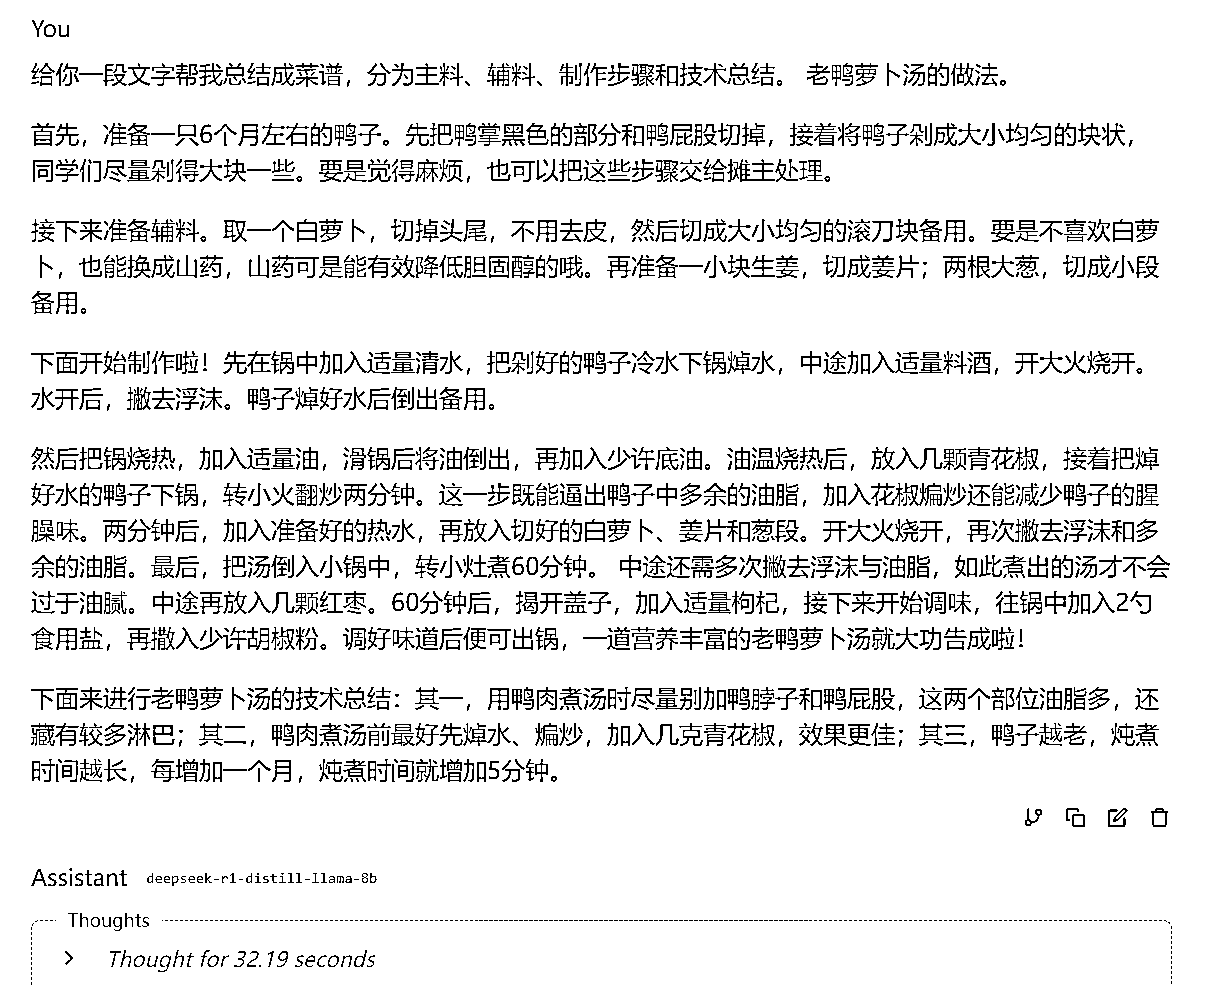 You
给你一段文字帮我总结成菜谱，分为主料、辅料、制作步骤和技术总结。 老鸭萝卜汤的做法。
首先，准备一只6个月左右的鸭子。先把鸭掌黑色的部分和鸭屁股切掉，接着将鸭子剁成大小均匀的块状，
同学们尽量剁得大块一些。要是觉得麻烦，也可以把这些步骤交给摊主处理。
接下来准备辅料。取一个白萝卜，切掉头尾，不用去皮，然后切成大小均匀的滚刀块备用。要是不喜欢白萝
卜，也能换成山药，山药可是能有效降低胆固醇的哦。再准备一小块生姜，切成姜片；两根大葱，切成小段
备用。
下面开始制作啦！先在锅中加入适量清水，把剁好的鸭子冷水下锅焯水，中途加入适量料酒，开大火烧开。
水开后，撇去浮沫。鸭子焯好水后倒出备用。
然后把锅烧热，加入适量油，滑锅后将油倒出，再加入少许底油。油温烧热后，放入几颗青花椒，接着把焯
好水的鸭子下锅，转小火翻炒两分钟。这一步既能逼出鸭子中多余的油脂，加入花椒煸炒还能减少鸭子的腥
臊味。两分钟后，加入准备好的热水，再放入切好的白萝卜、姜片和葱段。开大火烧开，再次撇去浮沫和多
余的油脂。最后，把汤倒入小锅中，转小灶煮60分钟。 中途还需多次撇去浮沫与油脂，如此煮出的汤才不会
过于油腻。中途再放入几颗红枣。60分钟后，揭开盖子，加入适量枸杞，接下来开始调味，往锅中加入2勺
食用盐，再撒入少许胡椒粉。调好味道后便可出锅，一道营养丰富的老鸭萝卜汤就大功告成啦！
下面来进行老鸭萝卜汤的技术总结：其一，用鸭肉煮汤时尽量别加鸭脖子和鸭屁股，这两个部位油脂多，还
藏有较多淋巴；其二，鸭肉煮汤前最好先焯水、煸炒，加入几克青花椒，效果更佳；其三，鸭子越老，炖煮
时间越长，每增加一个月，炖煮时间就增加5分钟。
Assistant deepseek-r1-distill-llama-8b
Thoughts
Thought for 32.19 seconds